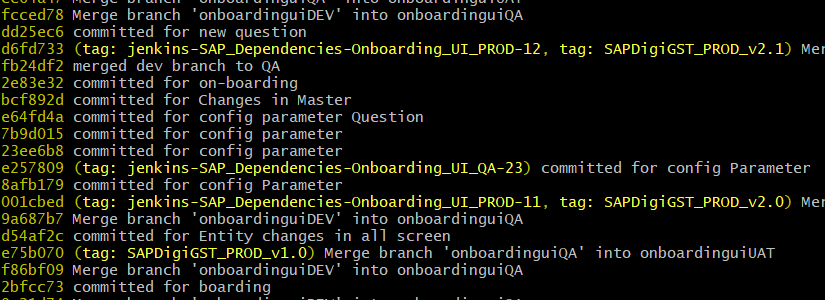 Merge branch 'onboardinguiQA' into onboardinguiUAT
fcced78 Merge branch 'onboardinguiDEV' into onboardinguiQA
dd25ec6 committed for new question
d6fd733 (tag: jenkins-SAP_Dependencies-Onboarding_UI_PROD-12, tag: SAPDigiGST_PROD_v2.1) Mer
fb24df2 merged dev branch to QA
2e83e32 committed for on-boarding
bcf892d committed for Changes in Master
e64fd4a committed for config parameter Question
7b9d015 committed for config parameter
23ee6b8 committed for config parameter
e257809 (tag: jenkins-SAP_Dependencies-Onboarding_UI_QA-23) committed for config Parameter
8afb179 committed for config Parameter
001cbed (tag: jenkins-SAP_Dependencies-Onboarding_UI_PROD-11, tag: SAPDigiGST_PROD_v2.0) Mer
9a687b7 Merge branch 'onboardinguiDEV' into onboardinguiQA
d54af2c committed for Entity changes in all screen
e75b070 (tag: SAPDigiGST_PROD_v1.0) Merge branch 'onboardinguiQA' into onboardinguiUAT
f86bf09 Merge branch 'onboardinguiDEV' into onboardinguiQA
2bfcc73 committed for boarding